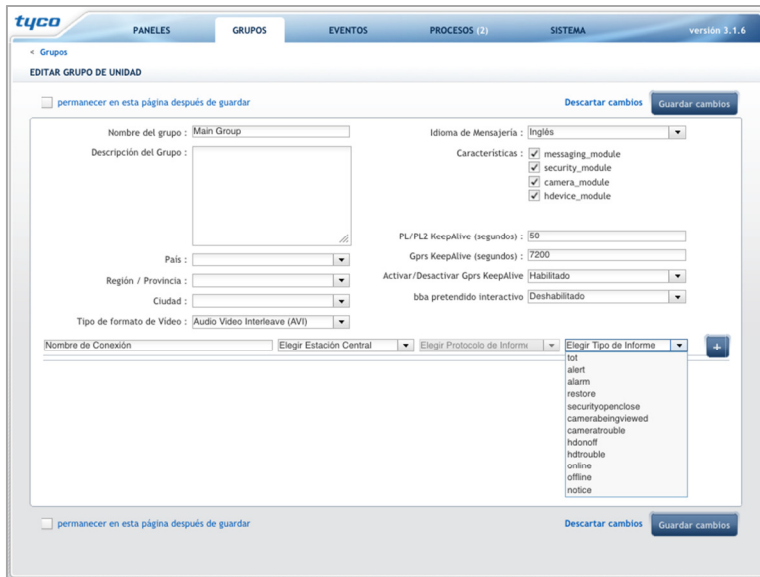 tyco
PANELES GRUPOS EVENTOS PROCESOS (2) SISTEMA versión 3.1.6
< Grupos
EDITAR GRUPO DE UNIDAD
permanecer en esta página después de guardar Descartar cambios Guardar cambios
Nombre del grupo : Main Group Idioma de Mensajería : Inglés
Descripción del Grupo : Características : messaging_module
security_module
camera_module
hdevice_module
PL/PL2 KeepAlive (segundos) : 60
País : Gprs KeepAlive (segundos) : 7200
Región / Provincia : Activar/Desactivar Gprs KeepAlive Habilitado
Ciudad : bba pretendido interactivo Deshabilitado
Tipo de formato de Vídeo : Audio Video Interleave (AVI)
Nombre de Conexión Elegir Estación Central Elegir Protocolo de Informe Elegir Tipo de Informe +
tot
alert
alarm
restore
securityopenclose
camerabeingviewed
cameratrouble
hdonoff
hdtrouble
online
offline
notice
permanecer en esta página después de guardar Descartar cambios Guardar cambios